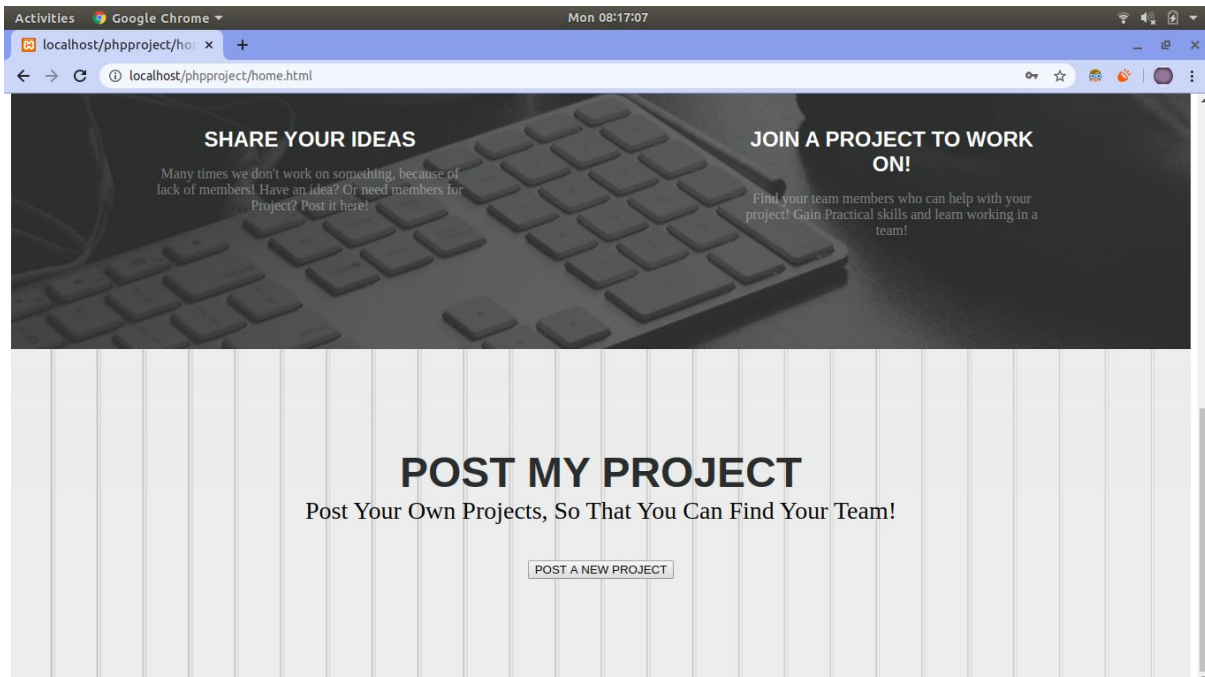 Activities Google Chrome Mon 08:17:07
localhost/phpproject/hom
localhost/phpproject/home.html
SHARE YOUR IDEAS
Many times we don't work on something, because of
lack of members! Have an idea? Or need members for
Project? Post it here!
JOIN A PROJECT TO WORK
ON!
Find your team members who can help with your
project! Gain Practical skills and learn working in a
team!
POST MY PROJECT
Post Your Own Projects, So That You Can Find Your Team!
POST A NEW PROJECT